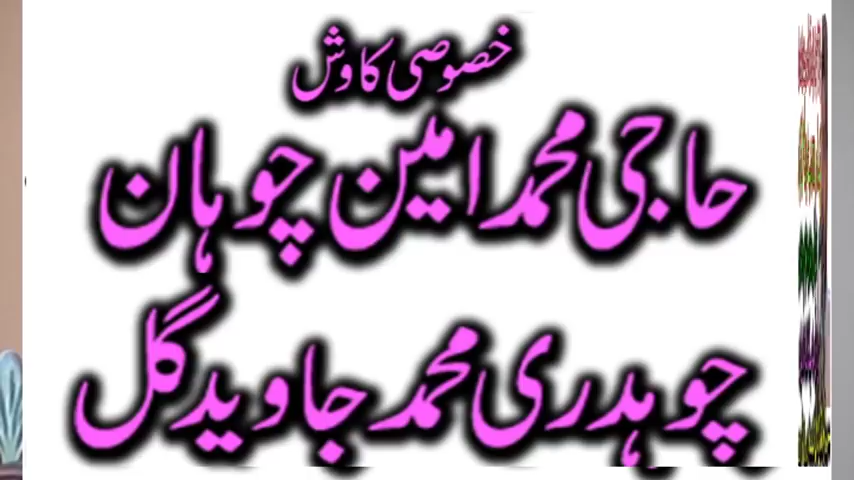 خصوصی کاوش
حاجی محمد امین چوہان
چوہدری محمد جاوید گل